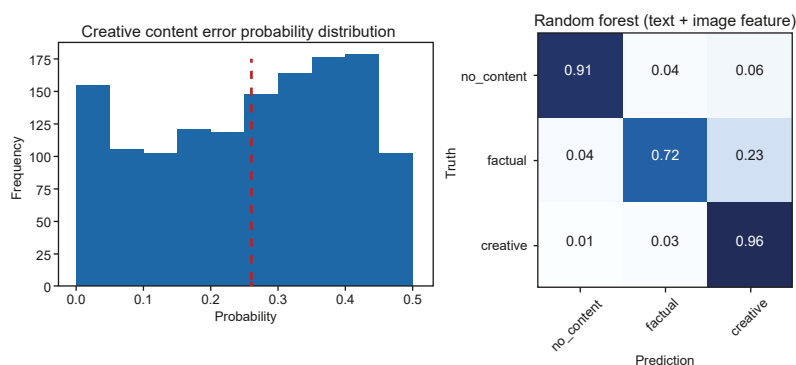 Creative content error probability distribution
175
150
125
100
75
50
25
0
Frequency
0.0 0.1 0.2 0.3 0.4 0.5
Probability
Random forest (text + image feature)
no_content 0.91 0.04 0.06
factual 0.04 0.72 0.23
creative 0.01 0.03 0.96
Truth
no_content factual creative
Prediction